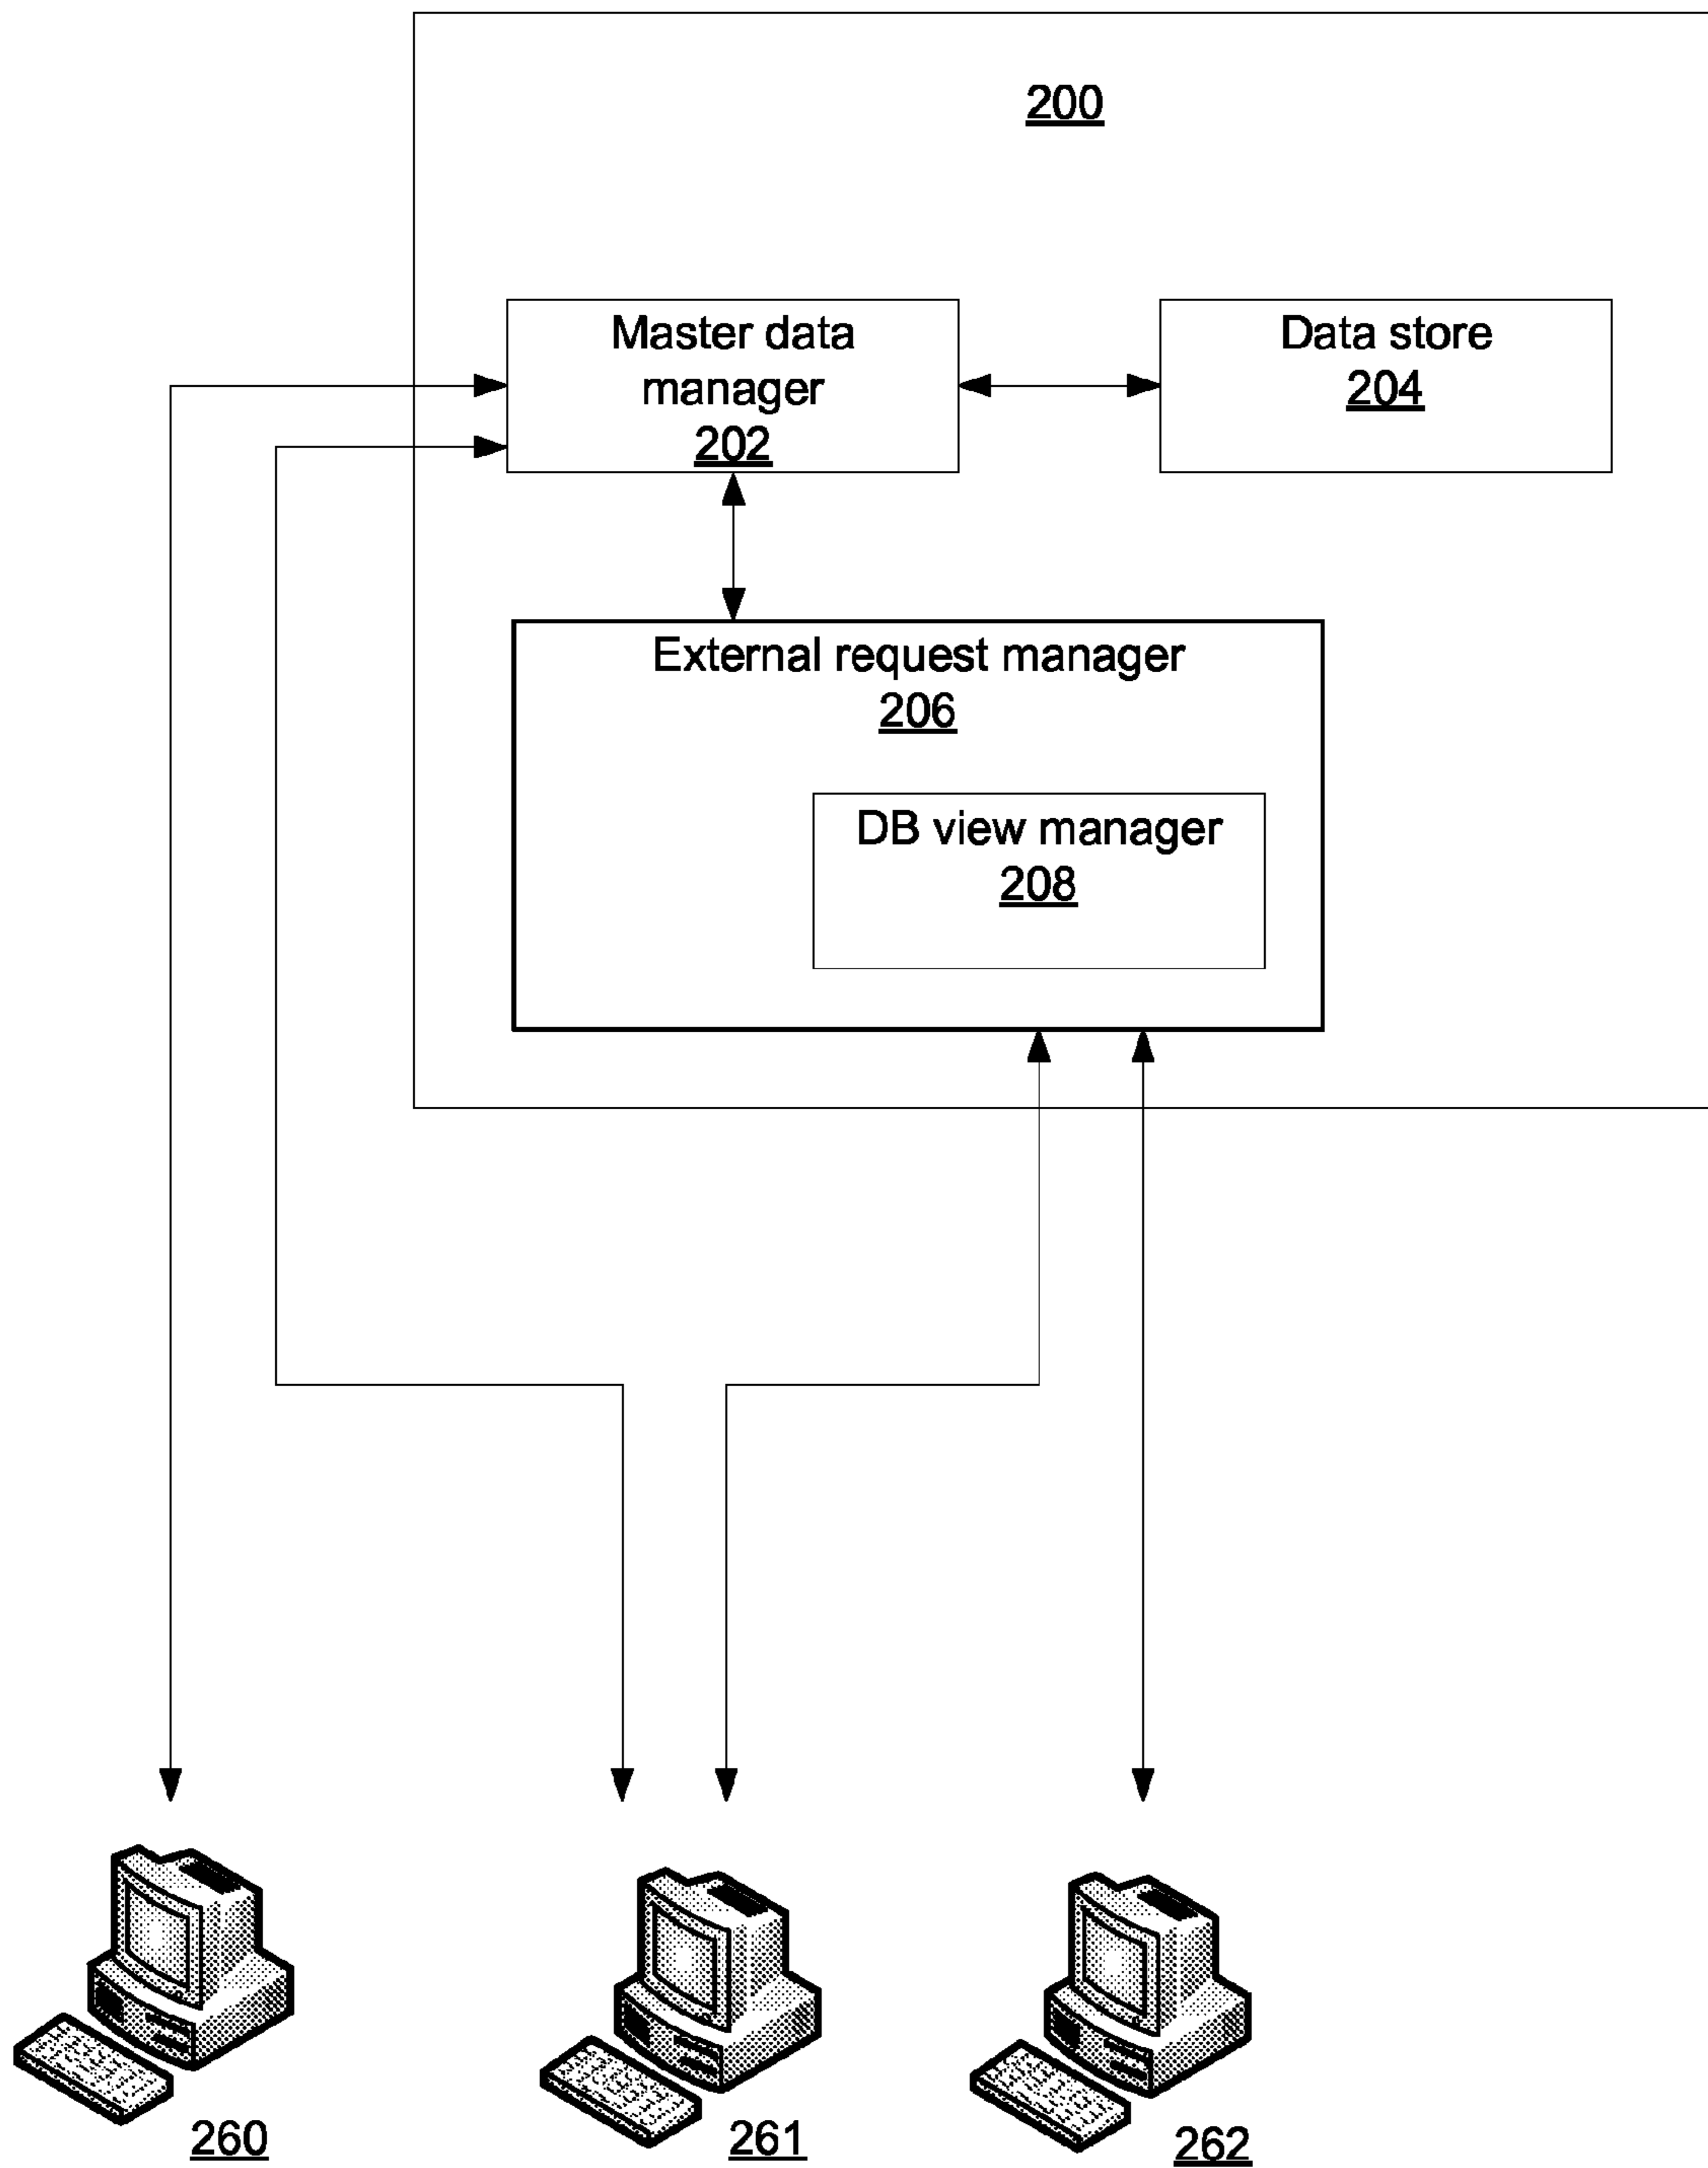 200
Master data
manager
202
Data store
204
External request manager
206
DB view manager
208
260
261
262